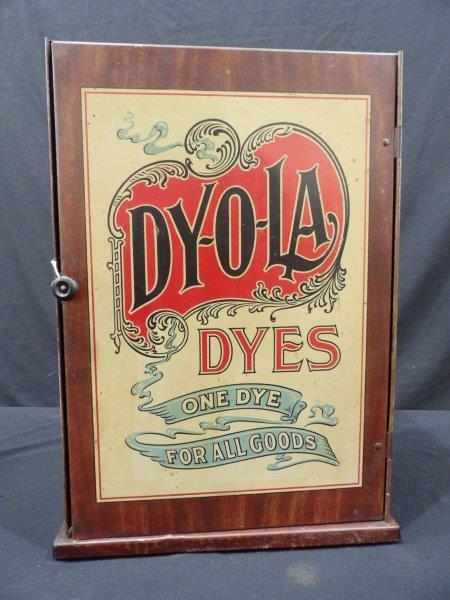 DY-O-LA
DYES
ONE DYE
FOR ALL GOODS